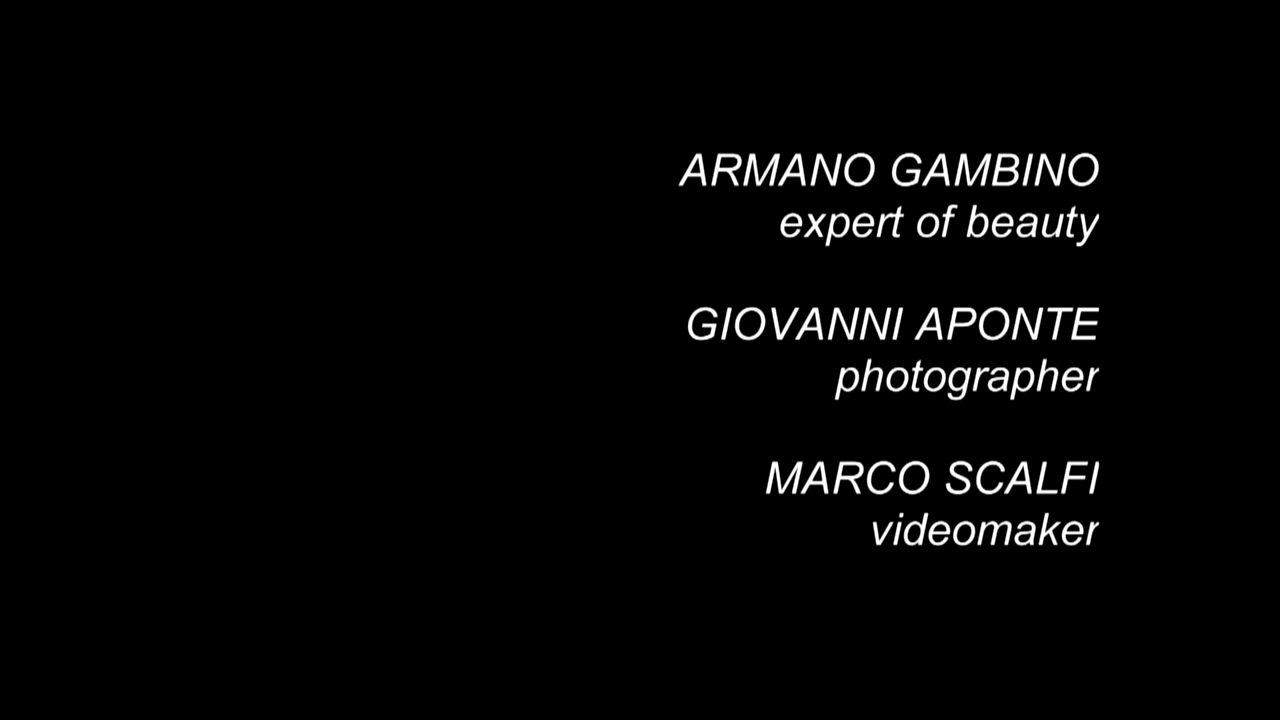 ARMANO GAMBINO
expert of beauty
GIOVANNI APONTE
photographer
MARCO SCALFI
videomaker